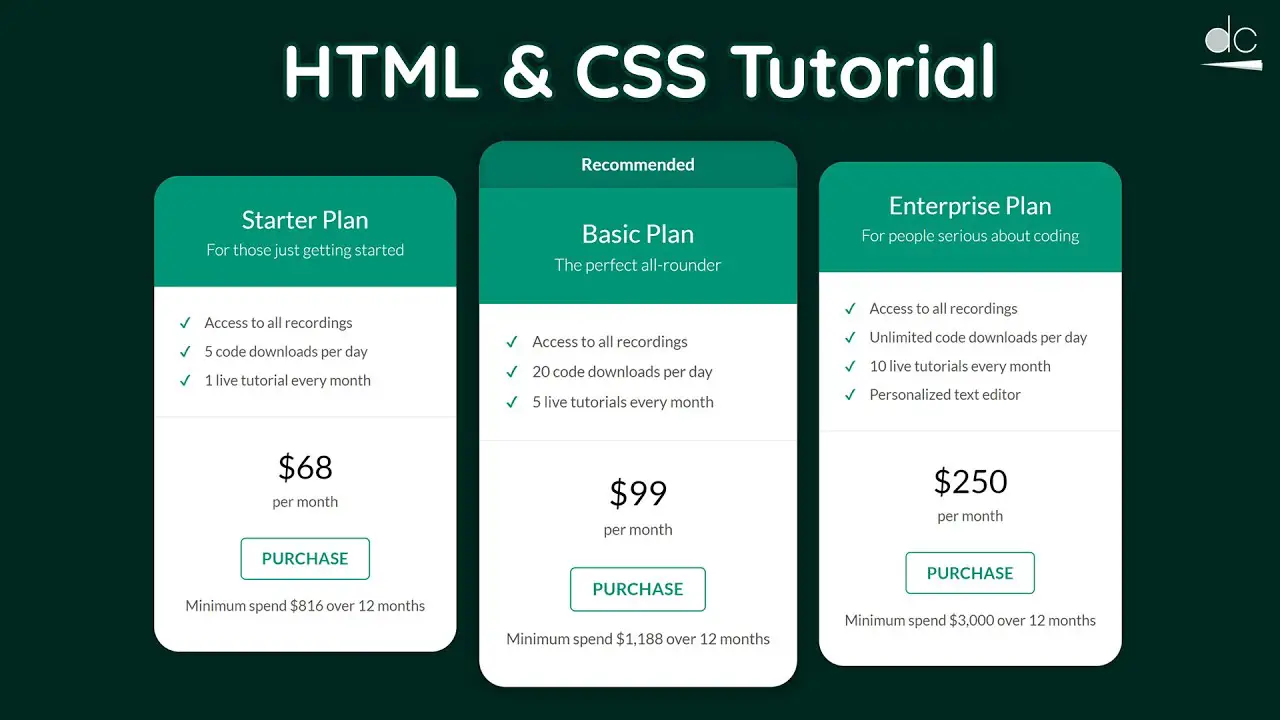 HTML & CSS Tutorial
dc
Starter Plan
For those just getting started
✓ Access to all recordings
✓ 5 code downloads per day
✓ 1 live tutorial every month
$68
per month
PURCHASE
Minimum spend $816 over 12 months
Recommended
Basic Plan
The perfect all-rounder
✓ Access to all recordings
✓ 20 code downloads per day
✓ 5 live tutorials every month
$99
per month
PURCHASE
Minimum spend $1,188 over 12 months
Enterprise Plan
For people serious about coding
✓ Access to all recordings
✓ Unlimited code downloads per day
✓ 10 live tutorials every month
✓ Personalized text editor
$250
per month
PURCHASE
Minimum spend $3,000 over 12 months